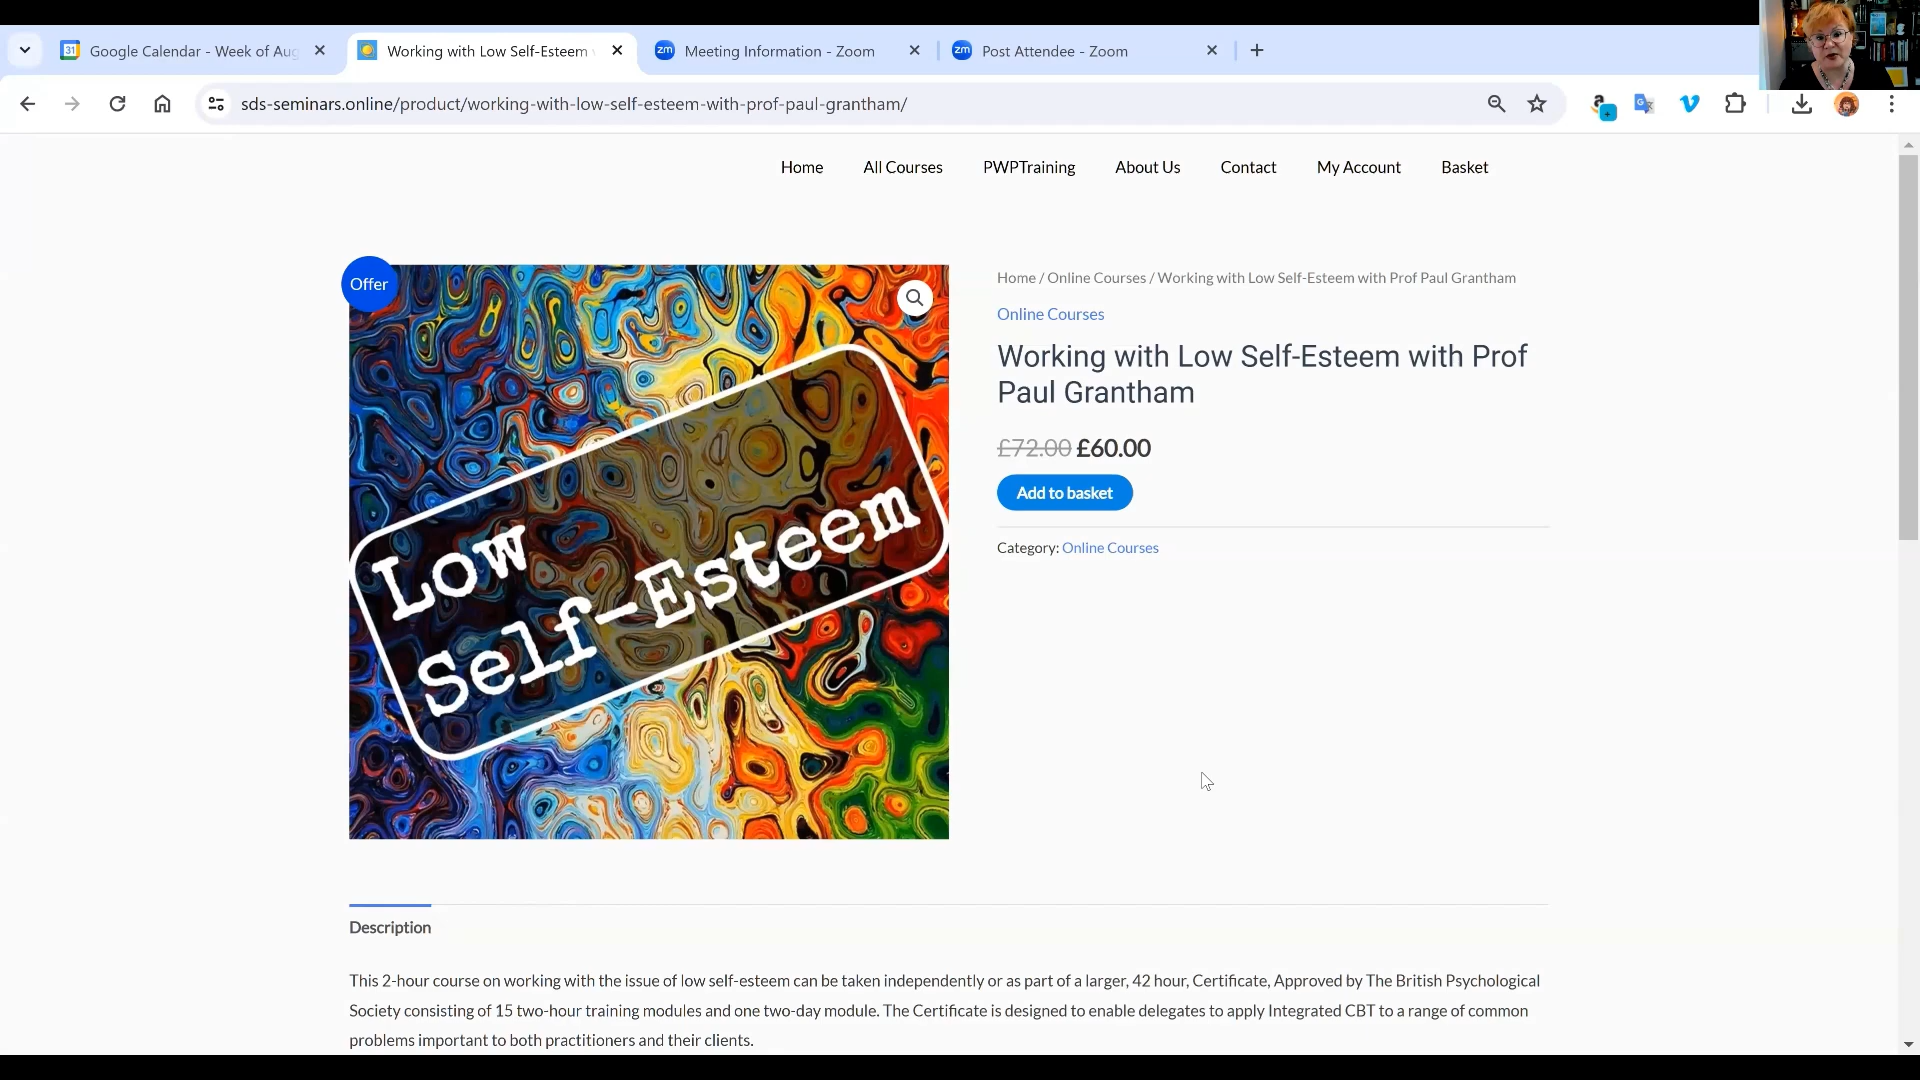 31 Google Calendar - Week of Aug
Working with Low Self-Esteem
zm Meeting Information - Zoom
zm Post Attendee - Zoom
sds-seminars.online/product/working-with-low-self-esteem-with-prof-paul-grantham/
Home All Courses PWPTraining About Us Contact My Account Basket
Offer
Low
Self-Esteem
Home / Online Courses / Working with Low Self-Esteem with Prof Paul Grantham
Online Courses
Working with Low Self-Esteem with Prof
Paul Grantham
£72.00 £60.00
Add to basket
Category: Online Courses
Description
This 2-hour course on working with the issue of low self-esteem can be taken independently or as part of a larger, 42 hour, Certificate, Approved by The British Psychological
Society consisting of 15 two-hour training modules and one two-day module. The Certificate is designed to enable delegates to apply Integrated CBT to a range of common
problems important to both practitioners and their clients.